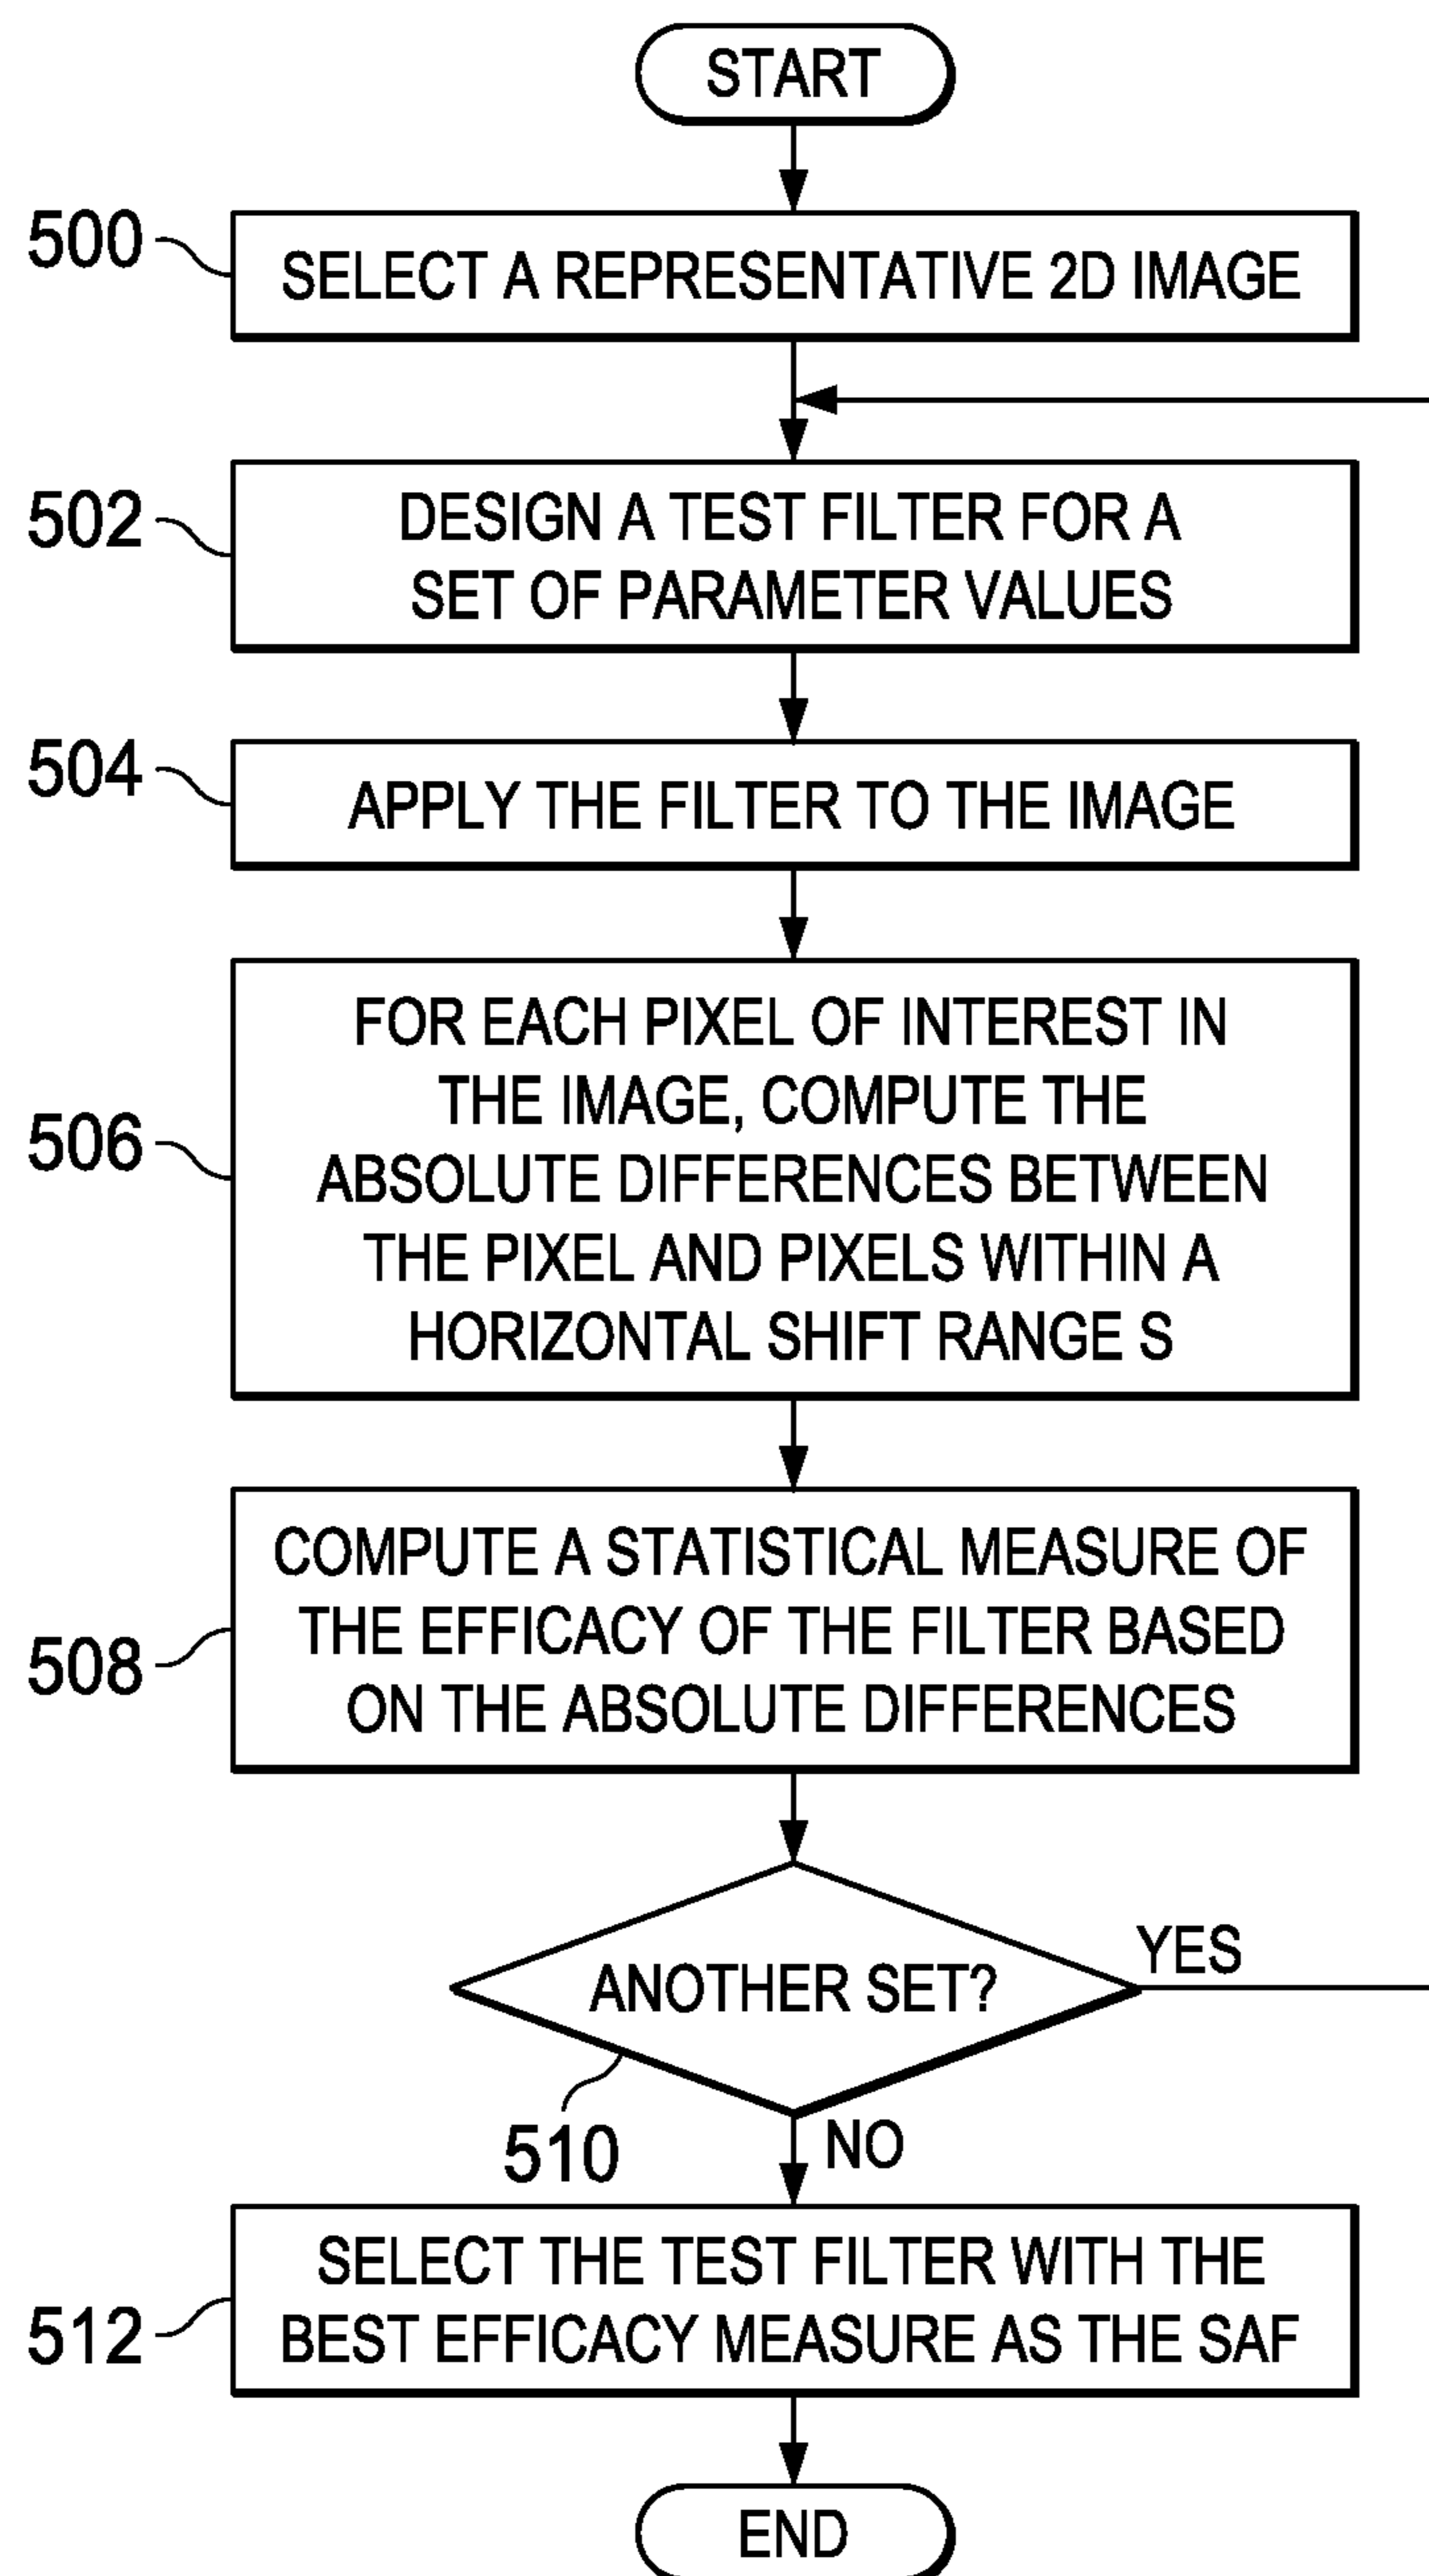 START
500
SELECT A REPRESENTATIVE 2D IMAGE
502
DESIGN A TEST FILTER FOR A
SET OF PARAMETER VALUES
504
APPLY THE FILTER TO THE IMAGE
506
FOR EACH PIXEL OF INTEREST IN
THE IMAGE, COMPUTE THE
ABSOLUTE DIFFERENCES BETWEEN
THE PIXEL AND PIXELS WITHIN A
HORIZONTAL SHIFT RANGE S
508
COMPUTE A STATISTICAL MEASURE OF
THE EFFICACY OF THE FILTER BASED
ON THE ABSOLUTE DIFFERENCES
YES
ANOTHER SET?
510
NO
512
SELECT THE TEST FILTER WITH THE
BEST EFFICACY MEASURE AS THE SAF
END